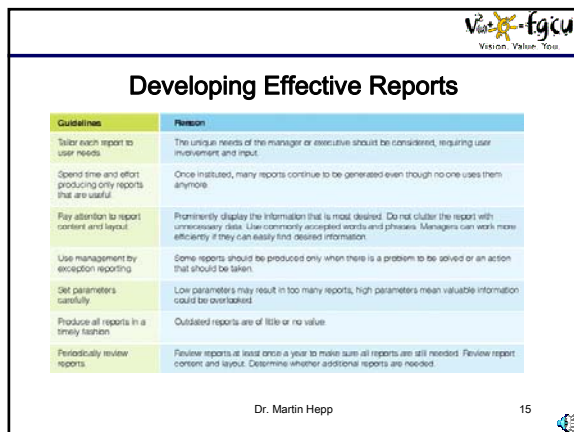 fgcu
Vision. Value. You.
Developing Effective Reports
Guidelines Reason
Tailor each report to
user needs.
The unique needs of the manager or executive should be considered, requiring user
involvement and input.
Spend time and effort
producing only reports
that are useful.
Once instituted, many reports continue to be generated even though no one uses them
anymore.
Pay attention to report
content and layout.
Prominently display the information that is most desired. Do not clutter the report with
unnecessary data. Use commonly accepted words and phrases. Managers can work more
efficiently if they can easily find desired information.
Use management by
exception reporting.
Some reports should be produced only when there is a problem to be solved or an action
that should be taken.
Set parameters
carefully.
Low parameters may result in too many reports; high parameters mean valuable information
could be overlooked.
Produce all reports in a
timely fashion.
Outdated reports are of little or no value.
Periodically review
reports.
Review reports at least once a year to make sure all reports are still needed. Review report
content and layout. Determine whether additional reports are needed.
Dr. Martin Hepp
15